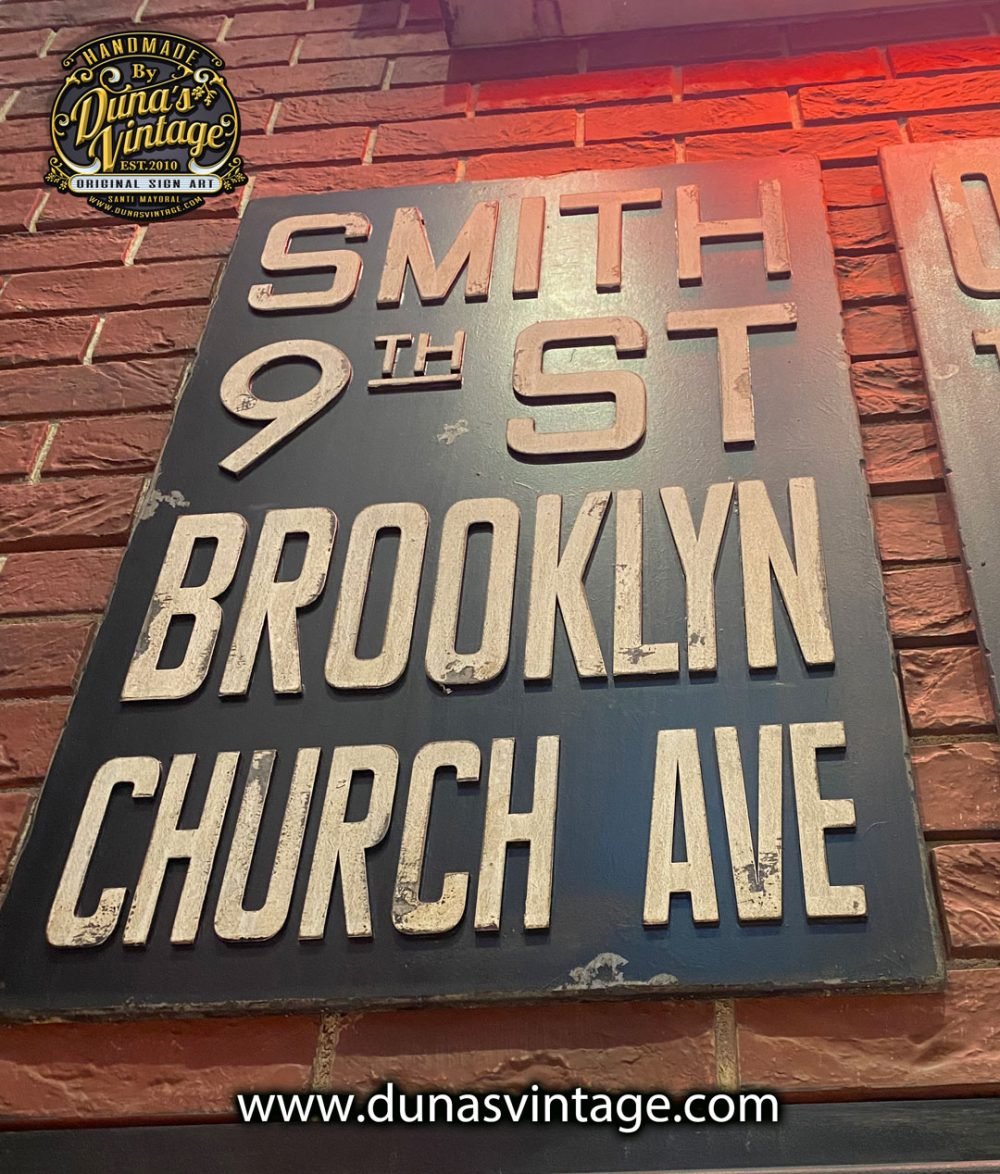 HANDMADE
By
Duna's
Vintage
EST.2010
ORIGINAL SIGN ART
SANTI MAYORAL
WWW.DUNASVINTAGE.COM
SMITH
9TH ST
BROOKLYN
CHURCH AVE
www.dunasvintage.com